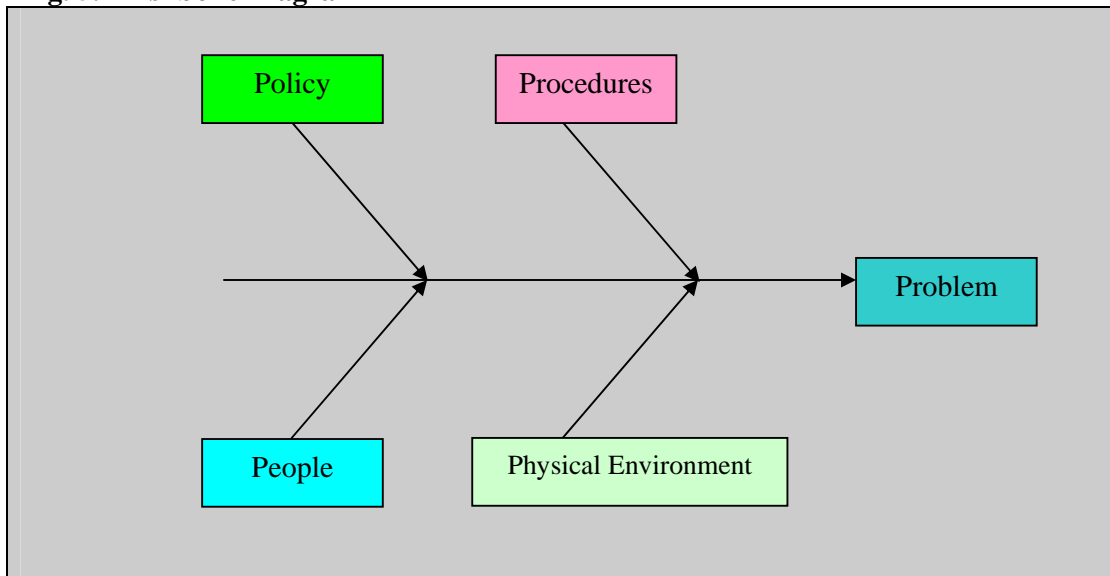 Policy
Procedures
Problem
People
Physical Environment